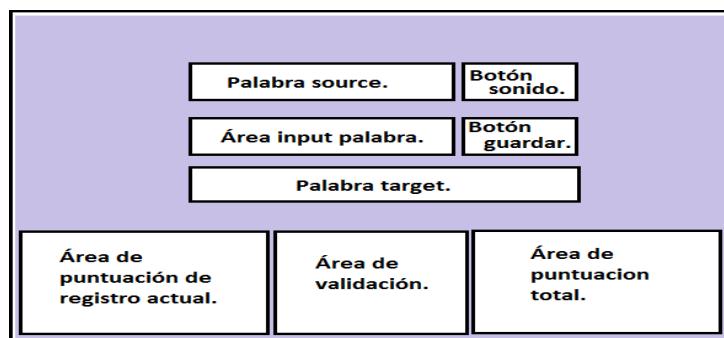 Palabra source.
Botón
sonido.
Área input palabra.
Botón
guardar.
Palabra target.
Área de
puntuación de
registro actual.
Área de
validación.
Área de
puntuacion
total.